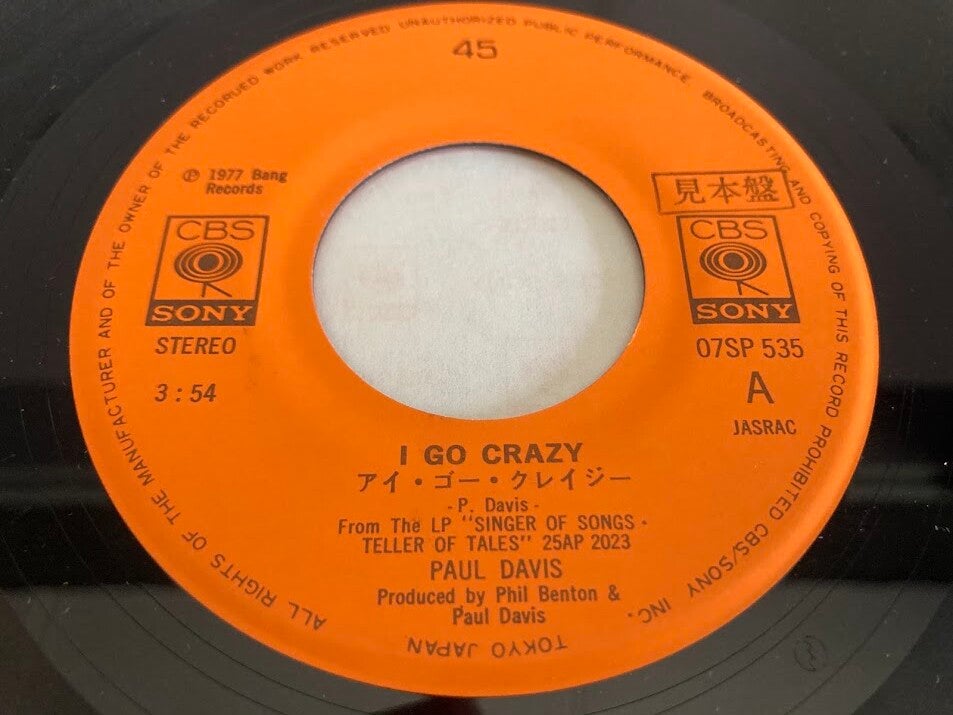 45
ALL RIGHTS OF THE MANUFACTURER AND OF THE OWNER OF THE RECORDED WORK RESERVED UNAUTHORIZED PUBLIC PERFORMANCE, BROADCASTING AND COPYING OF THIS RECORD PROHIBITED CBS/SONY INC.
TOKYO JAPAN
℗ 1977 Bang
Records
見本盤
CBS
SONY
CBS
SONY
STEREO
07SP 535
3:54
A
JASRAC
I GO CRAZY
アイ・ゴー・クレイジー
- P. Davis -
From The LP "SINGER OF SONGS・
TELLER OF TALES" 25AP 2023
PAUL DAVIS
Produced by Phil Benton &
Paul Davis